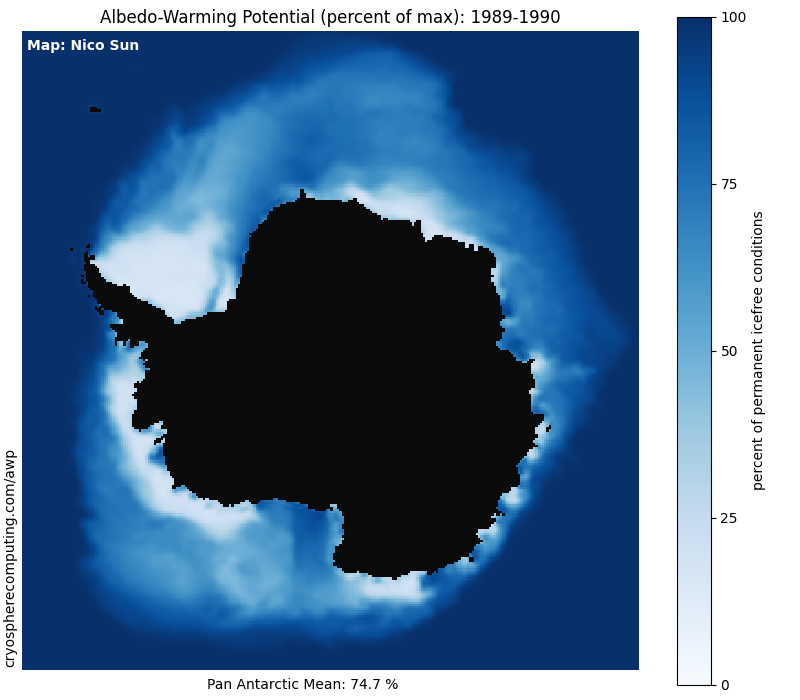 Albedo-Warming Potential (percent of max): 1989-1990
Map: Nico Sun
100
75
50
25
0
percent of permanent icefree conditions
cryospherecomputing.com/awp
Pan Antarctic Mean: 74.7 %